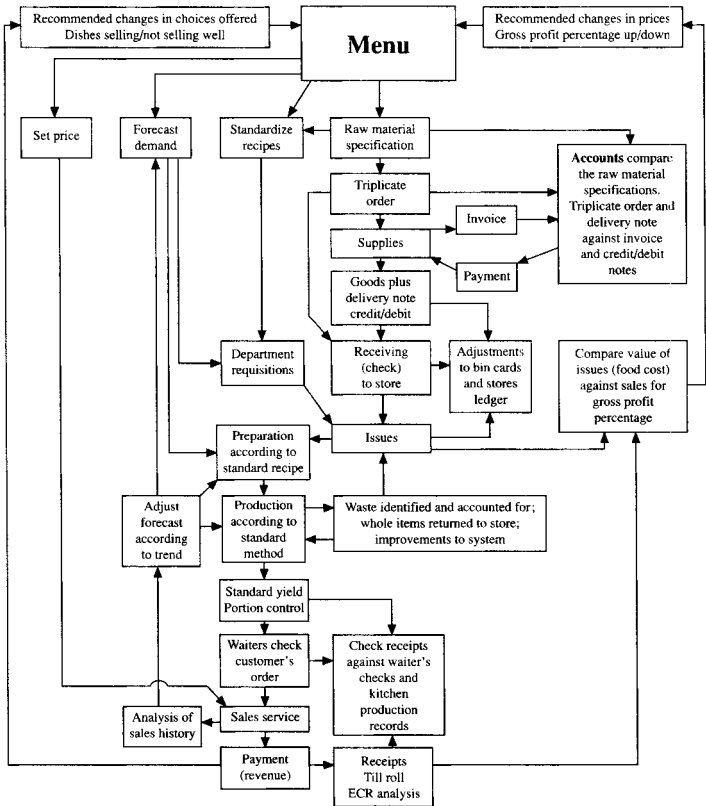 Recommended changes in choices offered
Dishes selling/not selling well
Menu
Recommended changes in prices
Gross profit percentage up/down
Set price
Forecast
demand
Standardize
recipes
Raw material
specification
Accounts compare
the raw material
specifications.
Triplicate order and
delivery note
against invoice
and credit/debit
notes
Triplicate
order
Invoice
Supplies
Payment
Goods plus
delivery note
credit/debit
Department
requisitions
Receiving
(check)
to store
Adjustments
to bin cards
and stores
ledger
Compare value of
issues (food cost)
against sales for
gross profit
percentage
Preparation
according to
standard recipe
Issues
Adjust
forecast
according
to trend
Production
according to
standard
method
Waste identified and accounted for;
whole items returned to store;
improvements to system
Standard yield
Portion control
Waiters check
customer's
order
Check receipts
against waiter's
checks and
kitchen
production
records
Analysis of
sales history
Sales service
Payment
(revenue)
Receipts
Till roll
ECR analysis